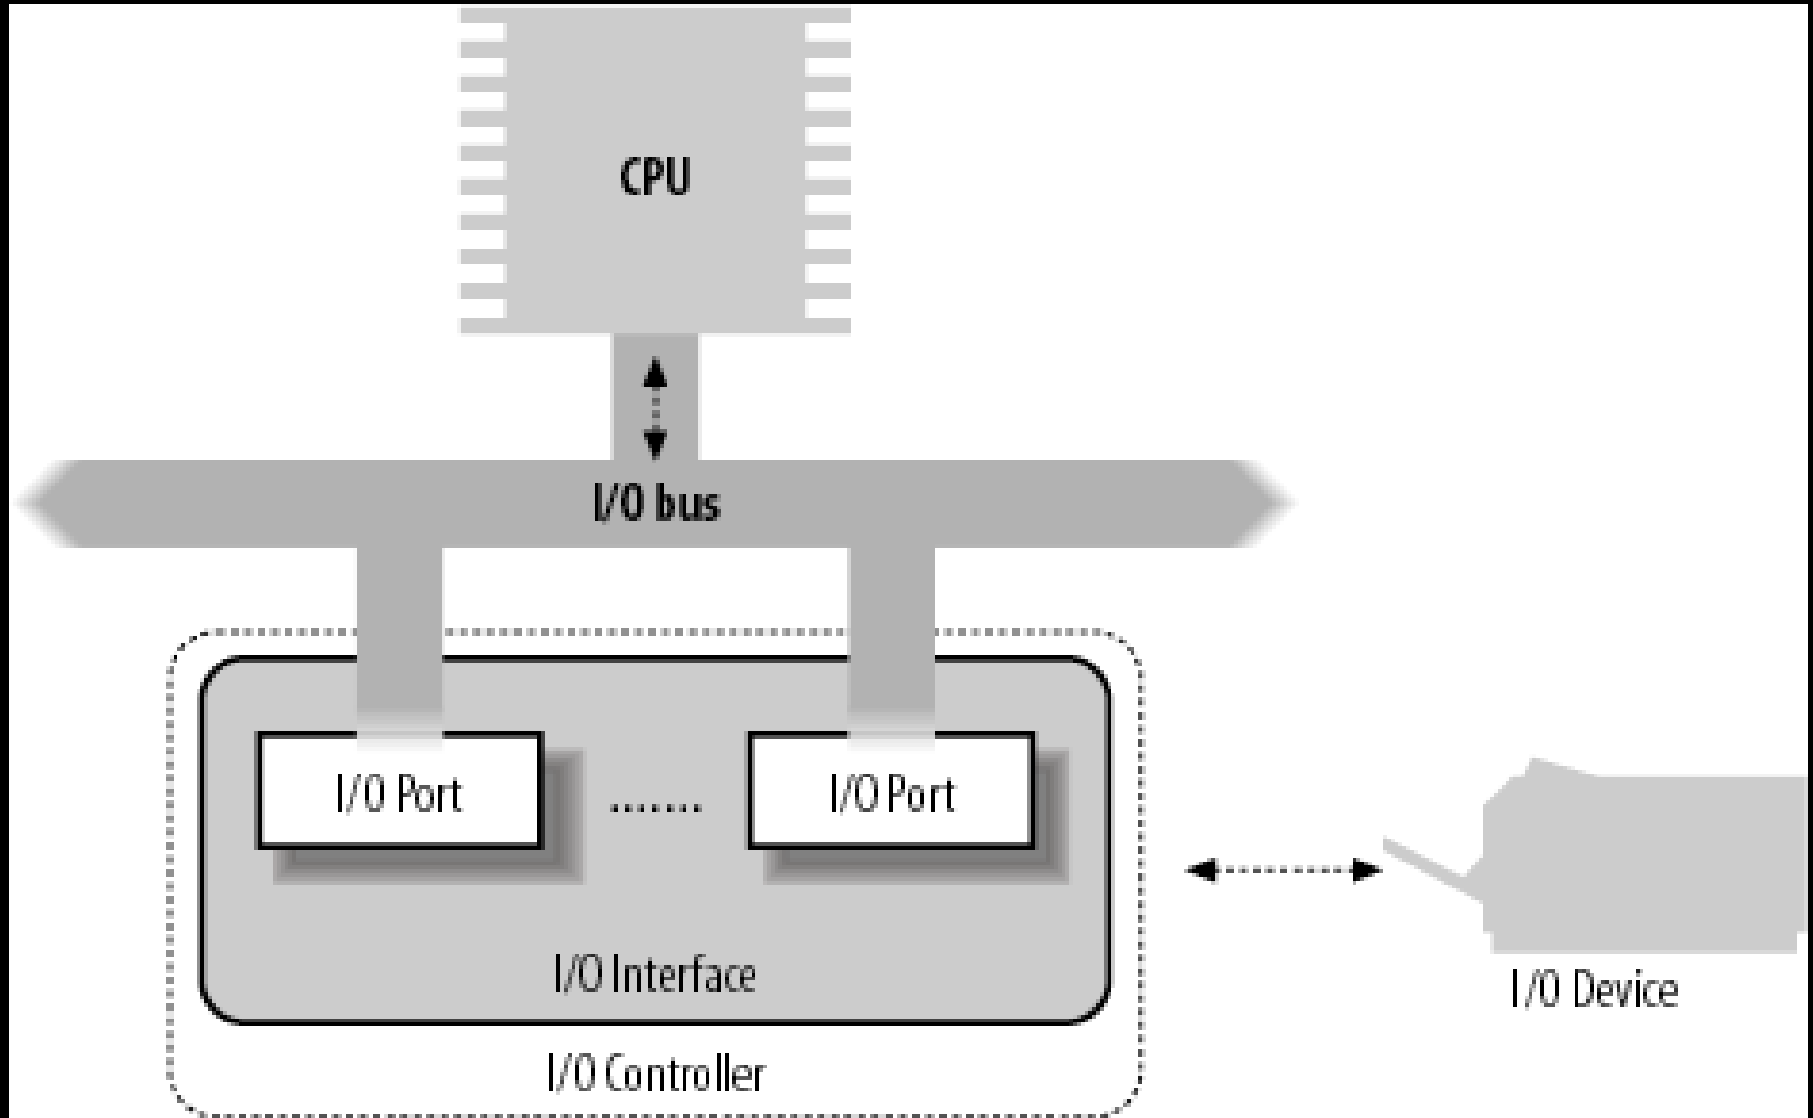 CPU
I/O bus
I/O Port
.......
I/O Port
I/O Interface
I/O Device
I/O Controller